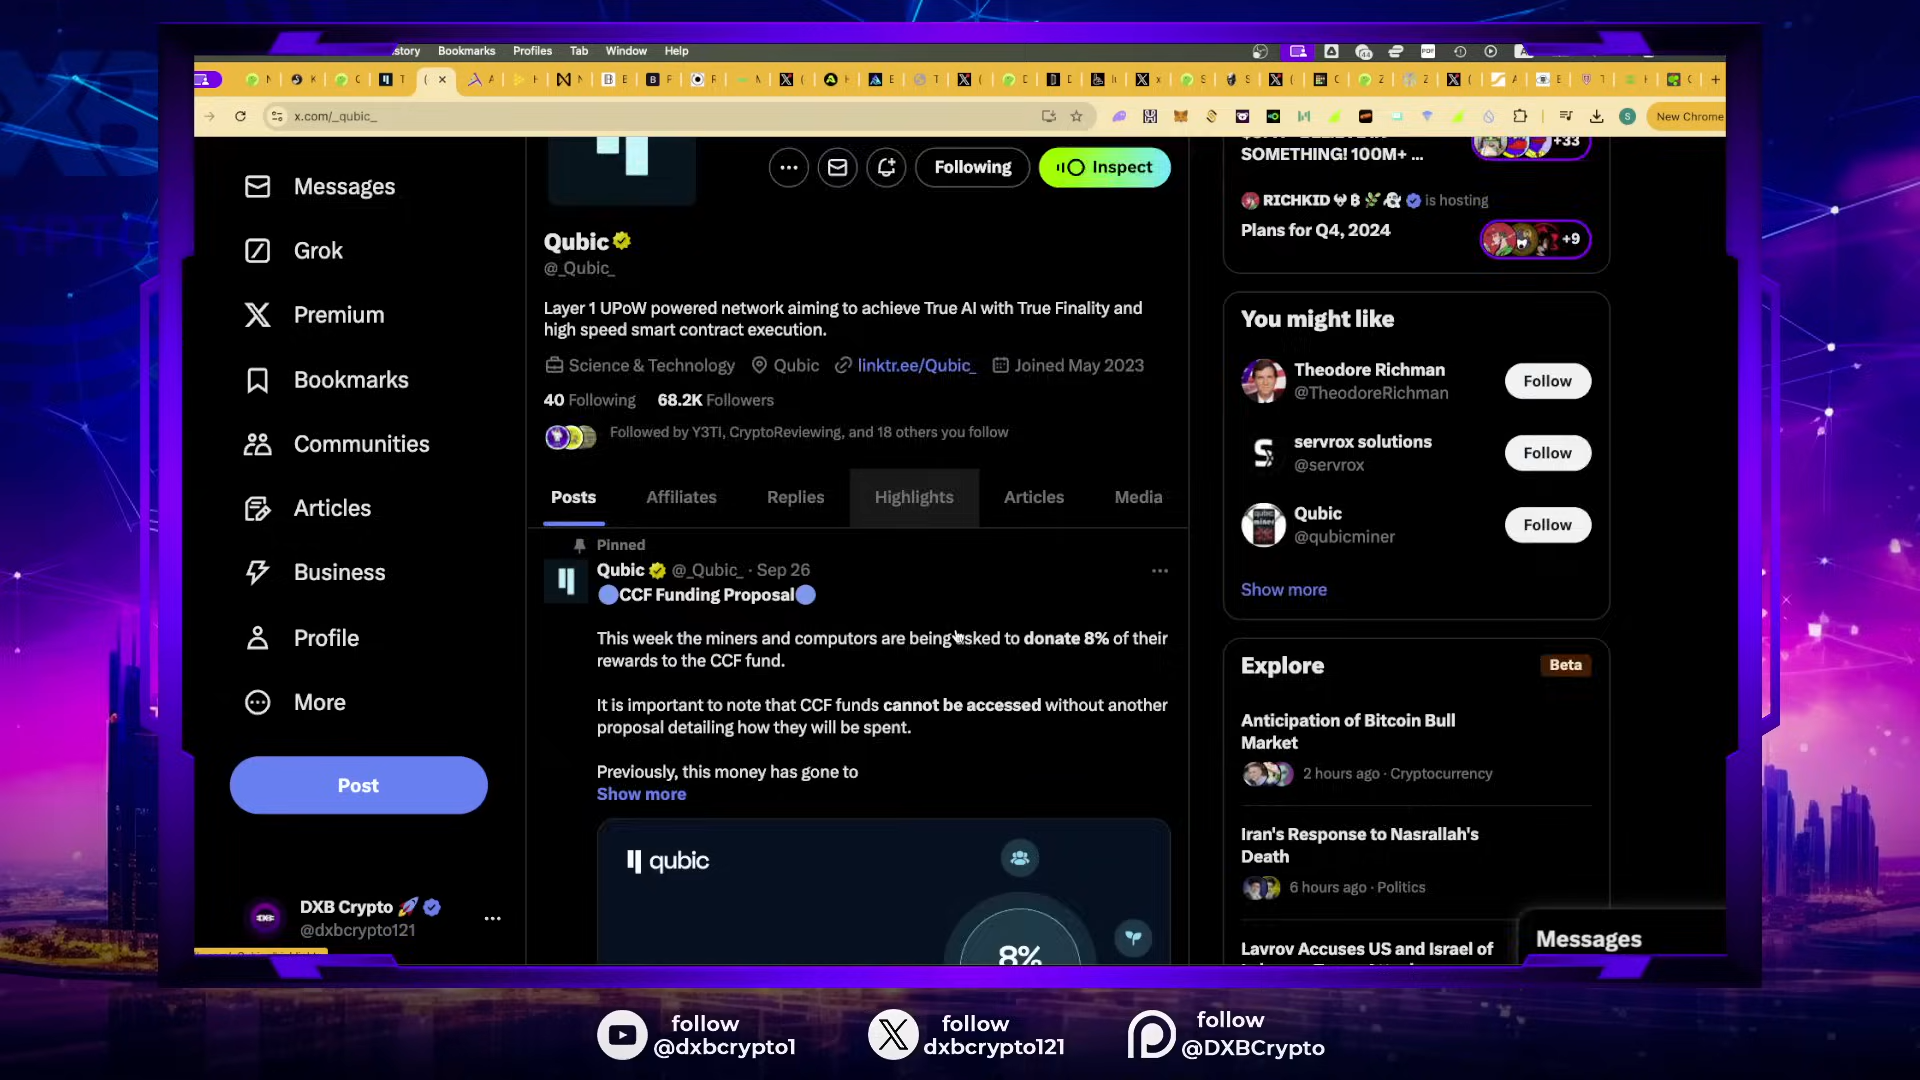 story Bookmarks Profiles Tab Window Help
x.com/_qubic_
New Chrome
Messages
Grok
Premium
Bookmarks
Communities
Articles
Business
Profile
More
Post
DXB Crypto
@dxbcrypto121
Following
Inspect
Qubic
@_Qubic_
Layer 1 UPoW powered network aiming to achieve True AI with True Finality and
high speed smart contract execution.
Science & Technology Qubic linktr.ee/Qubic_ Joined May 2023
40 Following 68.2K Followers
Followed by Y3TI, CryptoReviewing, and 18 others you follow
Posts Affiliates Replies Highlights Articles Media
Pinned
Qubic @_Qubic_ · Sep 26
CCF Funding Proposal
This week the miners and computors are being asked to donate 8% of their
rewards to the CCF fund.
It is important to note that CCF funds cannot be accessed without another
proposal detailing how they will be spent.
Previously, this money has gone to
Show more
qubic
8%
SOMETHING! 100M+ ...
+33
RICHKID is hosting
Plans for Q4, 2024
+9
You might like
Theodore Richman
@TheodoreRichman
Follow
servrox solutions
@servrox
Follow
Qubic
@qubicminer
Follow
Show more
Explore
Beta
Anticipation of Bitcoin Bull
Market
2 hours ago · Cryptocurrency
Iran's Response to Nasrallah's
Death
6 hours ago · Politics
Lavrov Accuses US and Israel of
Messages
follow
@dxbcrypto1
follow
dxbcrypto121
follow
@DXBCrypto